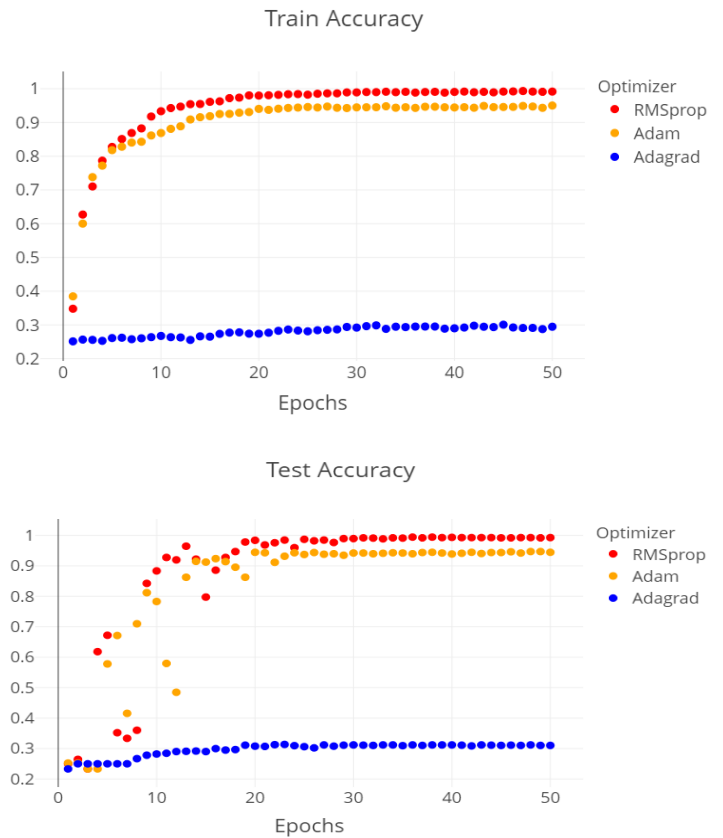 Train Accuracy
1
0.9
0.8
0.7
0.6
0.5
0.4
0.3
0.2
0 10 20 30 40 50
Epochs
Optimizer
RMSprop
Adam
Adagrad
Test Accuracy
1
0.9
0.8
0.7
0.6
0.5
0.4
0.3
0.2
0 10 20 30 40 50
Epochs
Optimizer
RMSprop
Adam
Adagrad